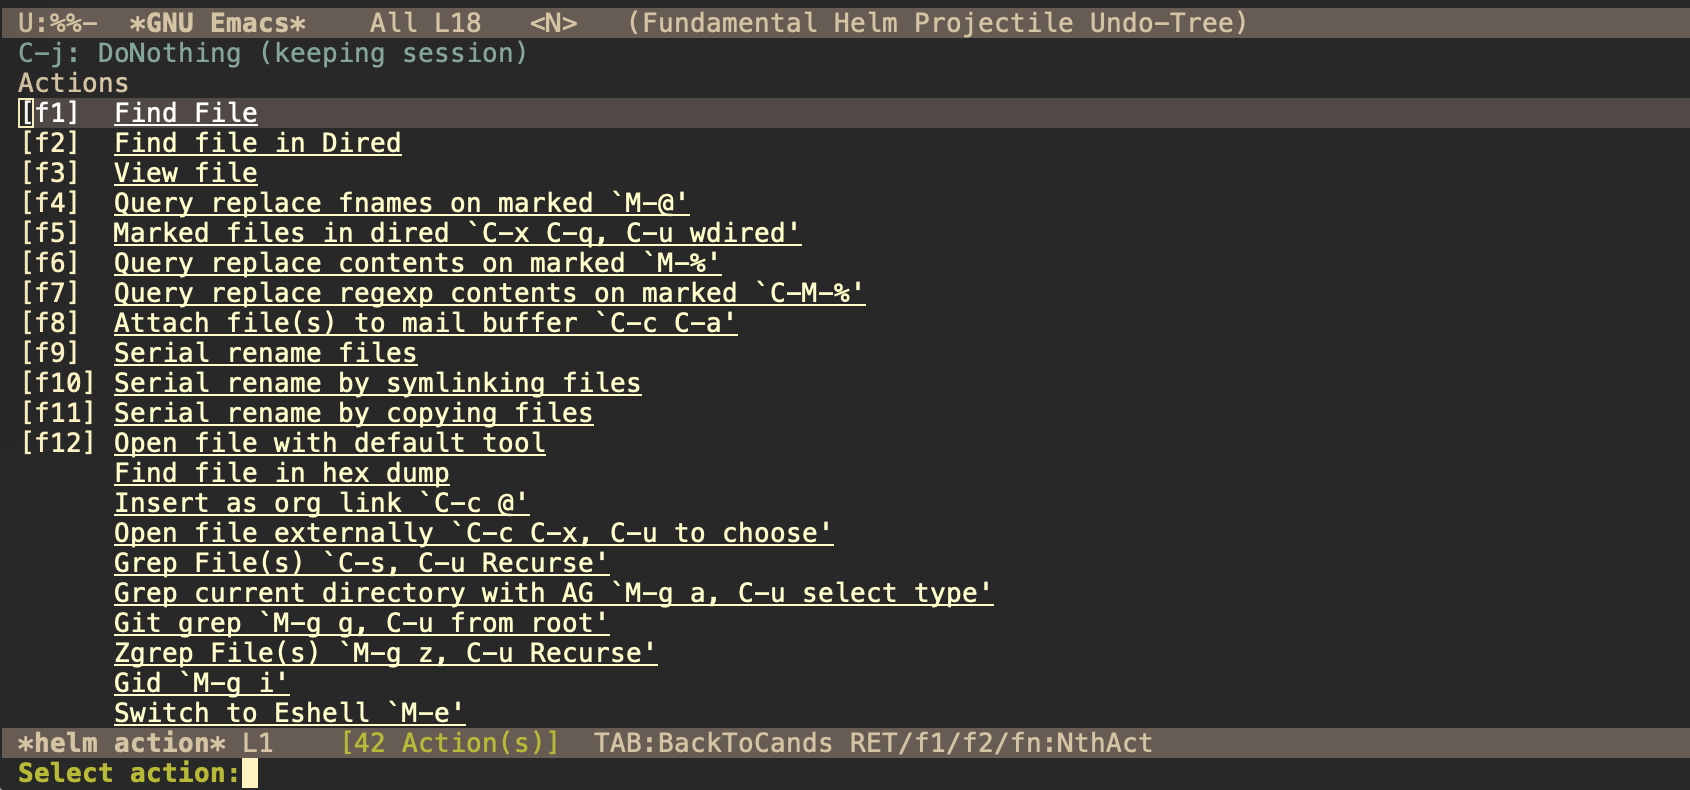 U:%%-  *GNU Emacs*    All L18   <N>   (Fundamental Helm Projectile Undo-Tree)
C-j: DoNothing (keeping session)
Actions
[f1]  Find File
[f2]  Find file in Dired
[f3]  View file
[f4]  Query replace fnames on marked `M-@'
[f5]  Marked files in dired `C-x C-q, C-u wdired'
[f6]  Query replace contents on marked `M-%'
[f7]  Query replace regexp contents on marked `C-M-%'
[f8]  Attach file(s) to mail buffer `C-c C-a'
[f9]  Serial rename files
[f10] Serial rename by symlinking files
[f11] Serial rename by copying files
[f12] Open file with default tool
Find file in hex dump
Insert as org link `C-c @'
Open file externally `C-c C-x, C-u to choose'
Grep File(s) `C-s, C-u Recurse'
Grep current directory with AG `M-g a, C-u select type'
Git grep `M-g g, C-u from root'
Zgrep File(s) `M-g z, C-u Recurse'
Gid `M-g i'
Switch to Eshell `M-e'
*helm action* L1    [42 Action(s)]  TAB:BackToCands RET/f1/f2/fn:NthAct
Select action: